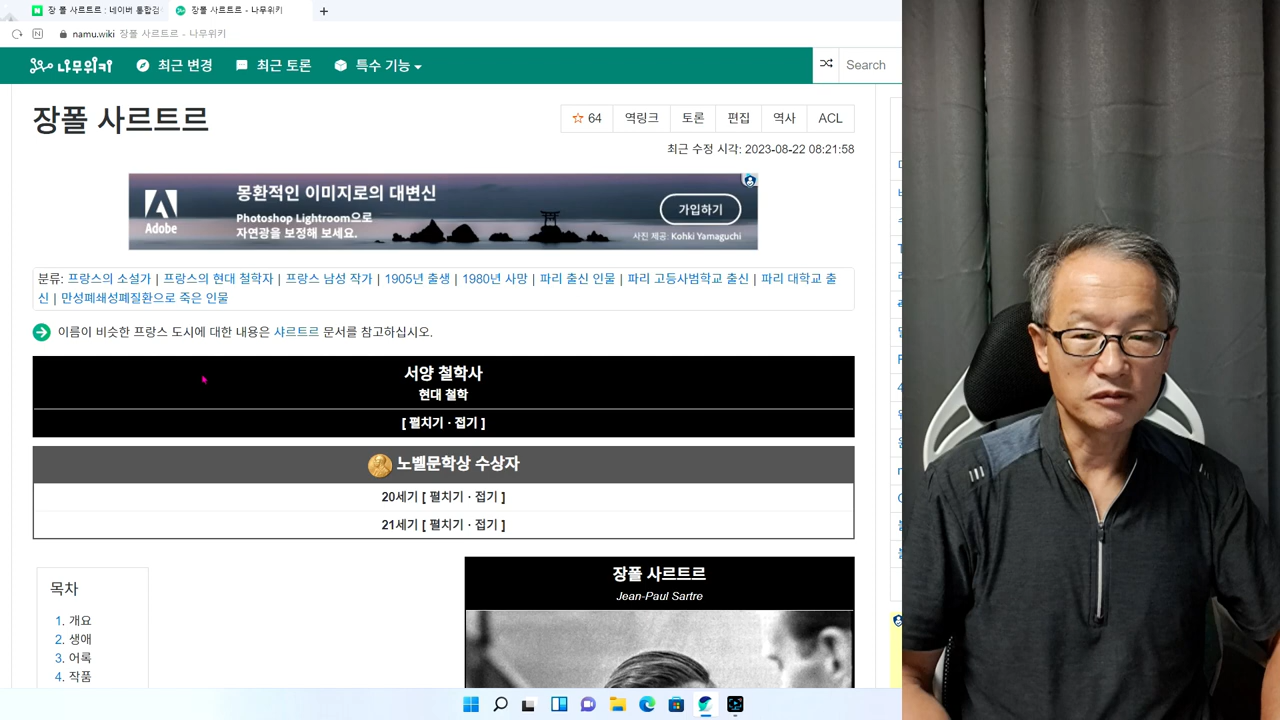 장 폴 사르트르 : 네이버 통합검
장폴 사르트르 - 나무위키
namu.wiki 장폴 사르트르 - 나무위키
나무위키 최근 변경 최근 토론 특수 기능 Search
장폴 사르트르
64 역링크 토론 편집 역사 ACL
최근 수정 시각: 2023-08-22 08:21:58
Adobe
몽환적인 이미지로의 대변신
Photoshop Lightroom으로
자연광을 보정해 보세요.
가입하기
사진 제공: Kohki Yamaguchi
분류: 프랑스의 소설가 | 프랑스의 현대 철학자 | 프랑스 남성 작가 | 1905년 출생 | 1980년 사망 | 파리 출신 인물 | 파리 고등사범학교 출신 | 파리 대학교 출
신 | 만성폐쇄성폐질환으로 죽은 인물
이름이 비슷한 프랑스 도시에 대한 내용은 샤르트르 문서를 참고하십시오.
서양 철학사
현대 철학
[ 펼치기 · 접기 ]
노벨문학상 수상자
20세기 [ 펼치기 · 접기 ]
21세기 [ 펼치기 · 접기 ]
목차
1. 개요
2. 생애
3. 어록
4. 작품
장폴 사르트르
Jean-Paul Sartre